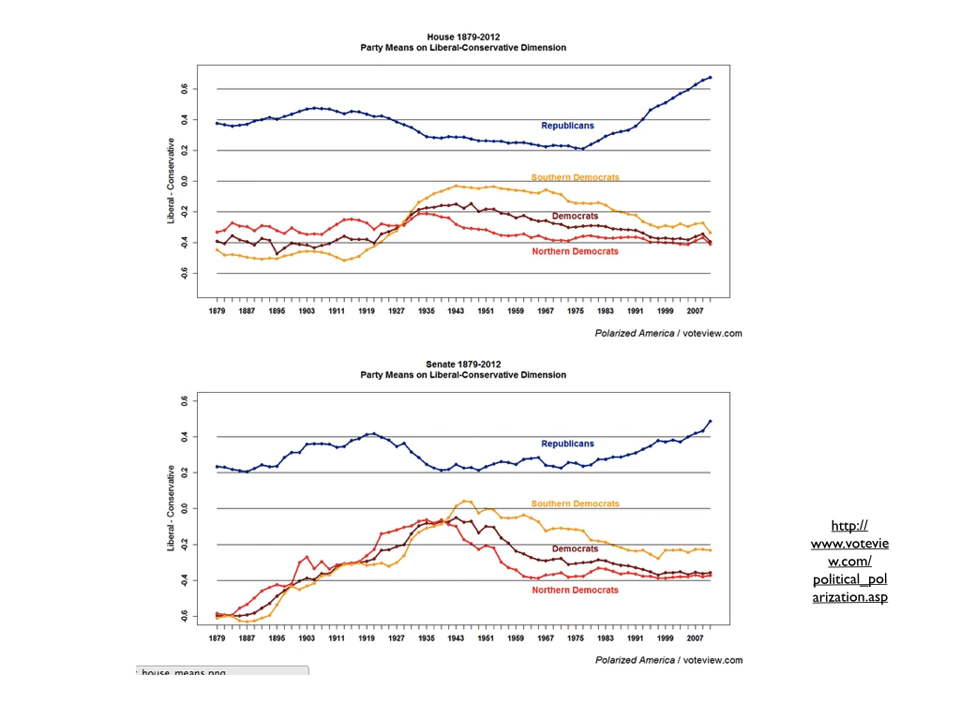 House 1879-2012
Party Means on Liberal-Conservative Dimension
0.6
0.4
0.2
0.0
-0.2
-0.4
-0.6
Liberal - Conservative
Republicans
Southern Democrats
Democrats
Northern Democrats
1879 1887 1895 1903 1911 1919 1927 1935 1943 1951 1959 1967 1975 1983 1991 1999 2007
Polarized America / voteview.com
Senate 1879-2012
Party Means on Liberal-Conservative Dimension
0.6
0.4
0.2
0.0
-0.2
-0.4
-0.6
Liberal - Conservative
Republicans
Southern Democrats
Democrats
Northern Democrats
1879 1887 1895 1903 1911 1919 1927 1935 1943 1951 1959 1967 1975 1983 1991 1999 2007
Polarized America / voteview.com
http://
www.votevie
w.com/
political_pol
arization.asp
house_means.png